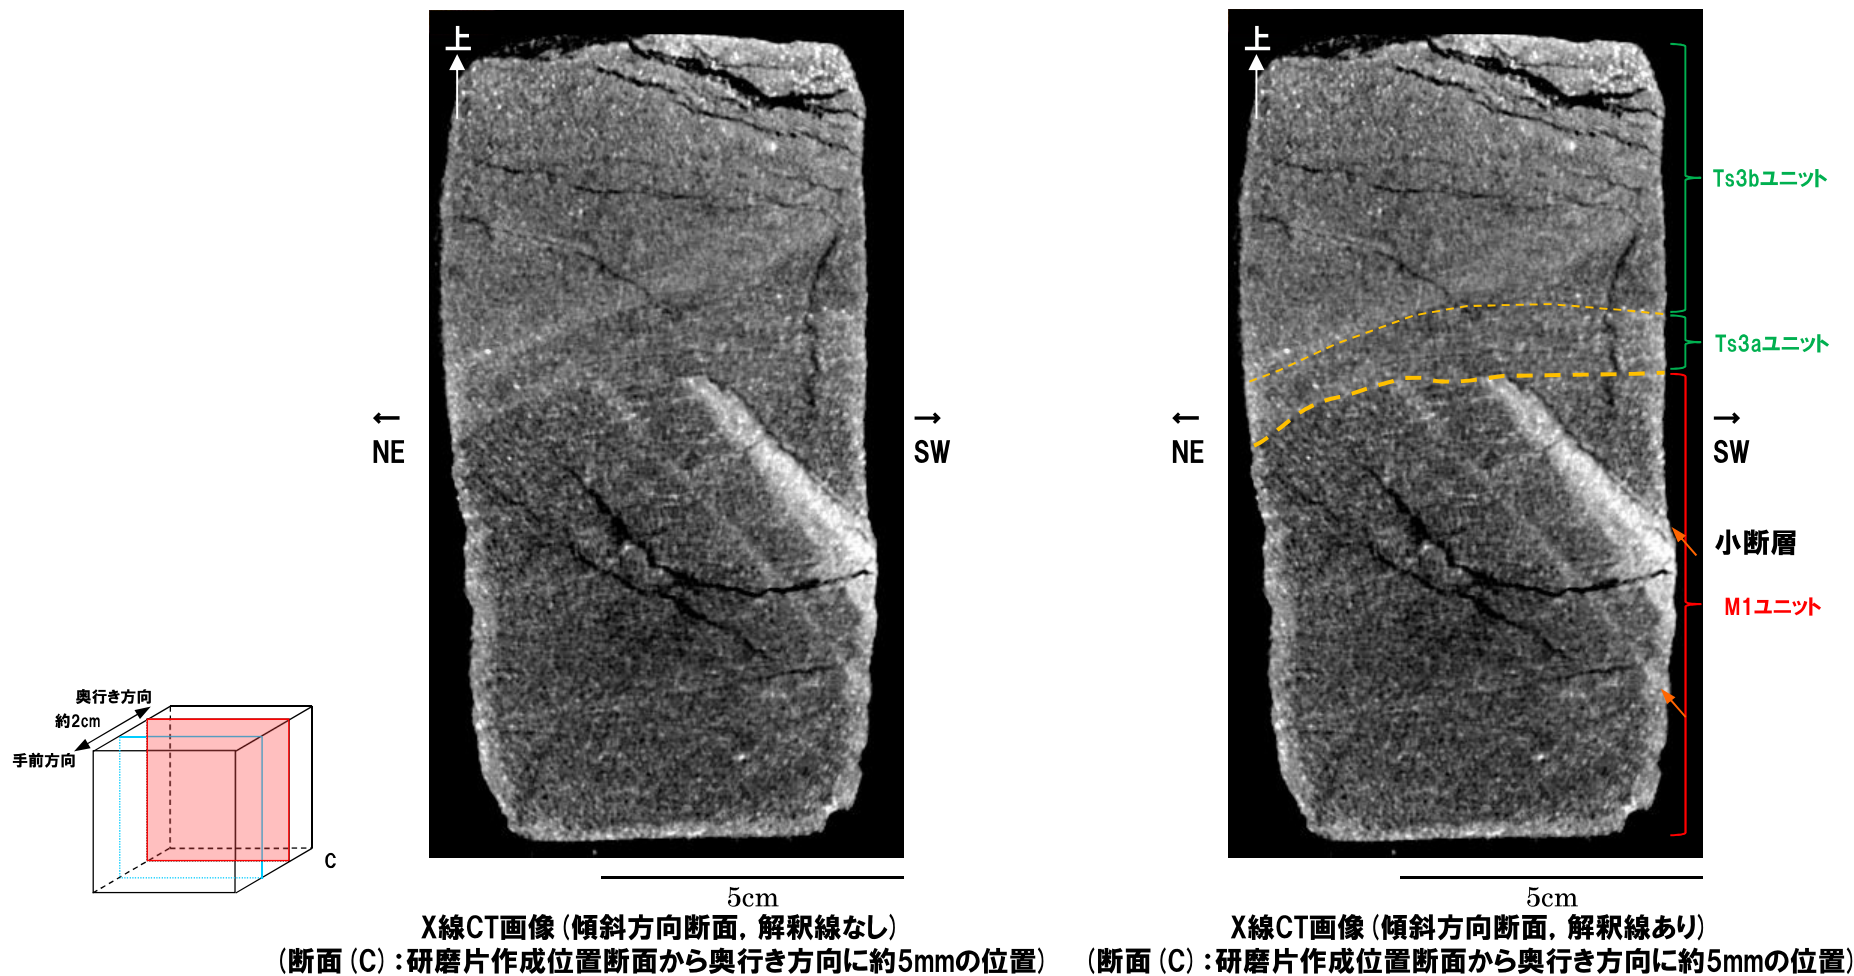 上
←
NE
→
SW
5cm
X線CT画像(傾斜方向断面,解釈線なし)
(断面(C):研磨片作成位置断面から奥行き方向に約5mmの位置)
奥行き方向
約2cm
手前方向
C
上
←
NE
→
SW
Ts3bユニット
Ts3aユニット
小断層
M1ユニット
5cm
X線CT画像(傾斜方向断面,解釈線あり)
(断面(C):研磨片作成位置断面から奥行き方向に約5mmの位置)